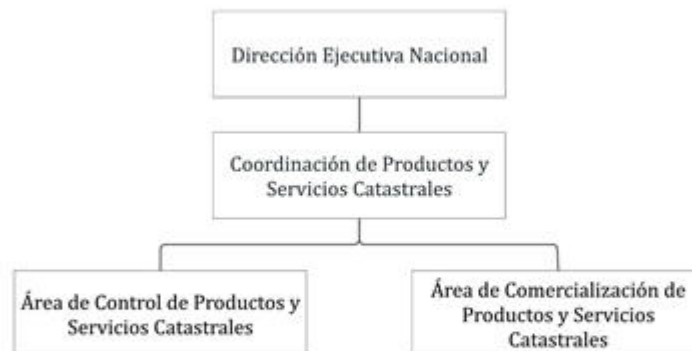 Dirección Ejecutiva Nacional
Coordinación de Productos y
Servicios Catastrales
Área de Control de Productos y
Servicios Catastrales
Área de Comercialización de
Productos y Servicios
Catastrales